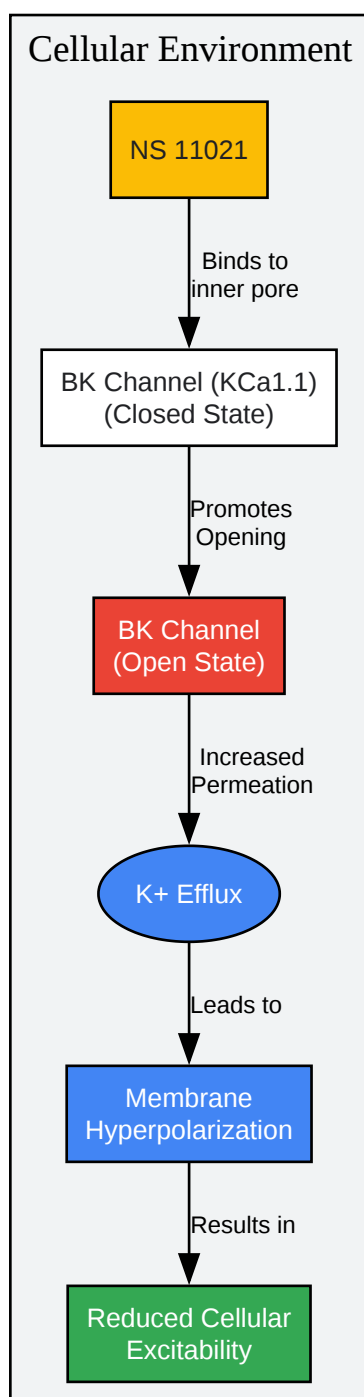 Cellular Environment
NS 11021
Binds to
inner pore
BK Channel (KCa1.1)
(Closed State)
Promotes
Opening
BK Channel
(Open State)
Increased
Permeation
K+ Efflux
Leads to
Membrane
Hyperpolarization
Results in
Reduced Cellular
Excitability